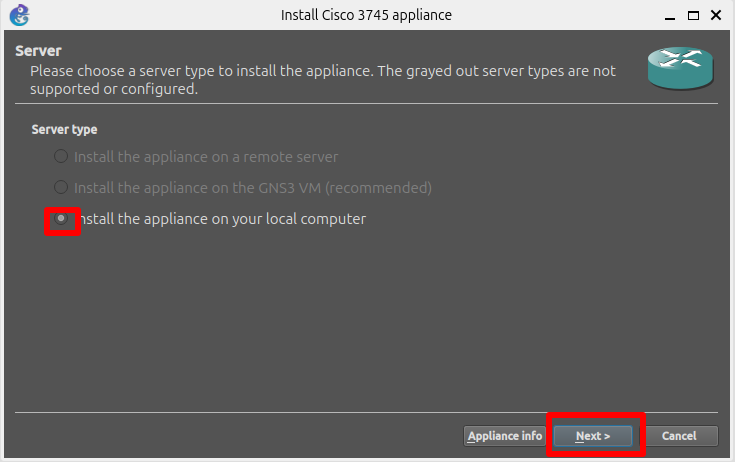 Install Cisco 3745 appliance
Server
Please choose a server type to install the appliance. The grayed out server types are not
supported or configured.
Server type
Install the appliance on a remote server
Install the appliance on the GNS3 VM (recommended)
Install the appliance on your local computer
Appliance info
Next >
Cancel